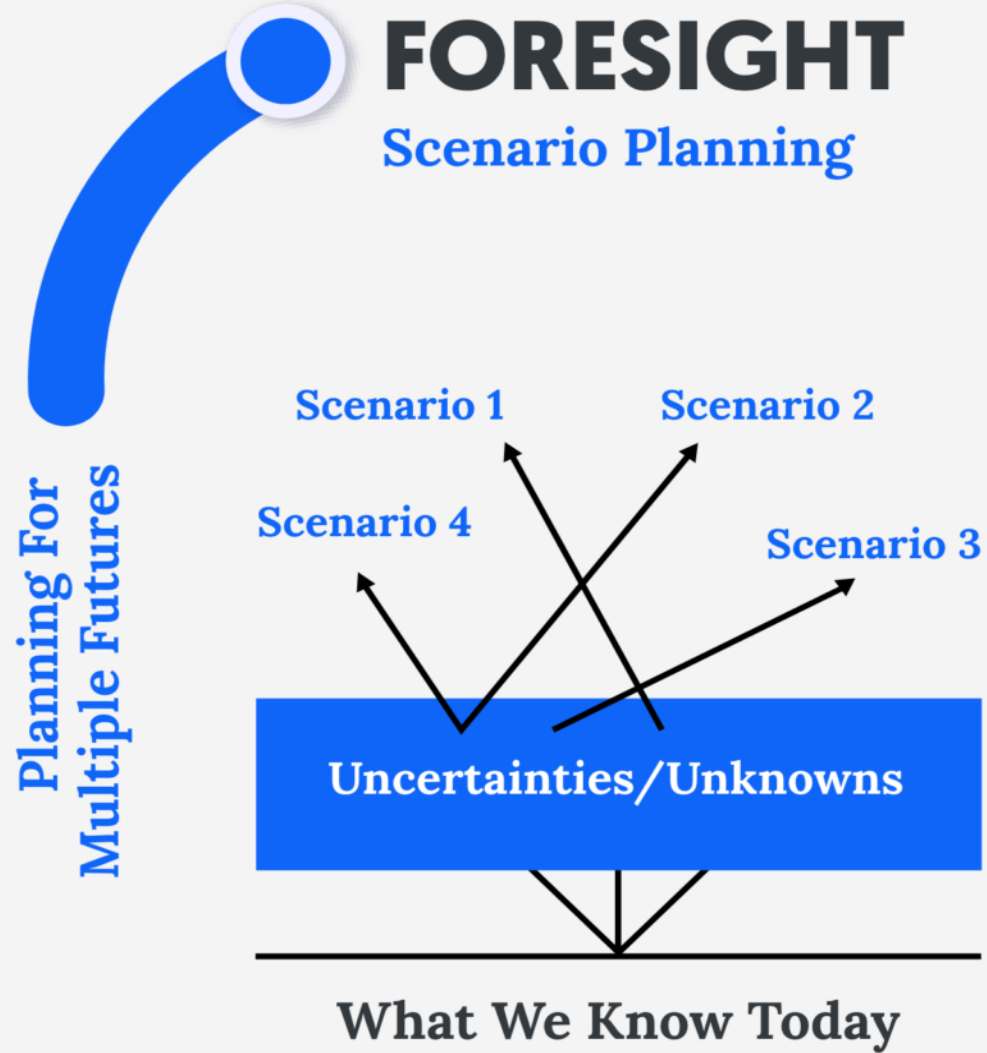 FORESIGHT
Scenario Planning
Scenario 1
Scenario 2
Scenario 4
Scenario 3
Planning For
Multiple Futures
Uncertainties/Unknowns
What We Know Today